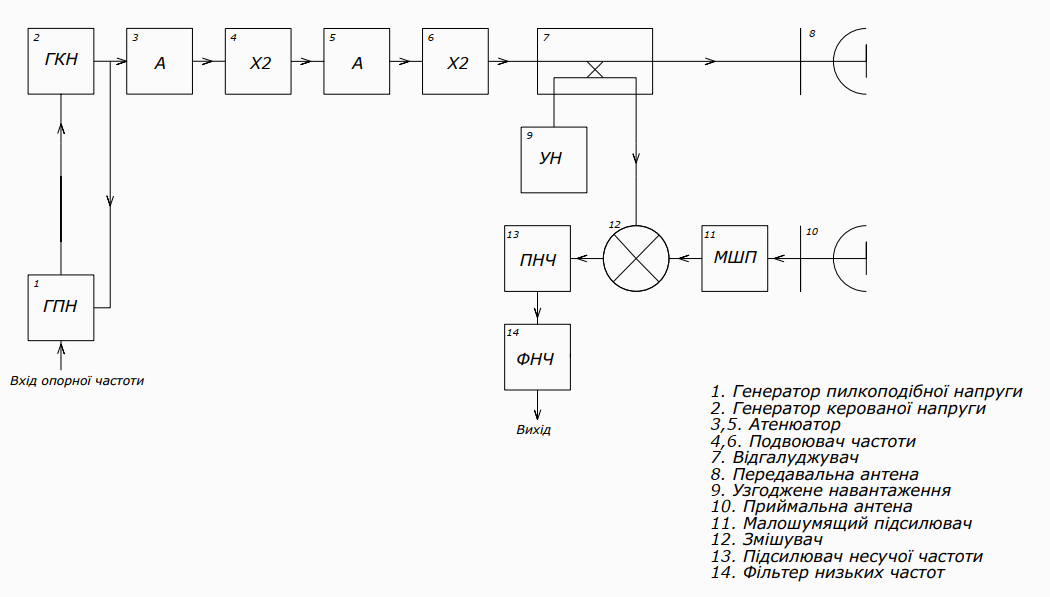 2
ГКН
3
А
4
Х2
5
А
6
Х2
7
8
9
УН
1
ГПН
Вхід опорної частоти
13
ПНЧ
12
11
МШП
10
14
ФНЧ
Вихід
1. Генератор пилкоподібної напруги
2. Генератор керованої напруги
3,5. Атенюатор
4,6. Подвоювач частоти
7. Відгалуджувач
8. Передавальна антена
9. Узгоджене навантаження
10. Приймальна антена
11. Малошумящий підсилювач
12. Змішувач
13. Підсилювач несучої частоти
14. Фільтер низьких частот